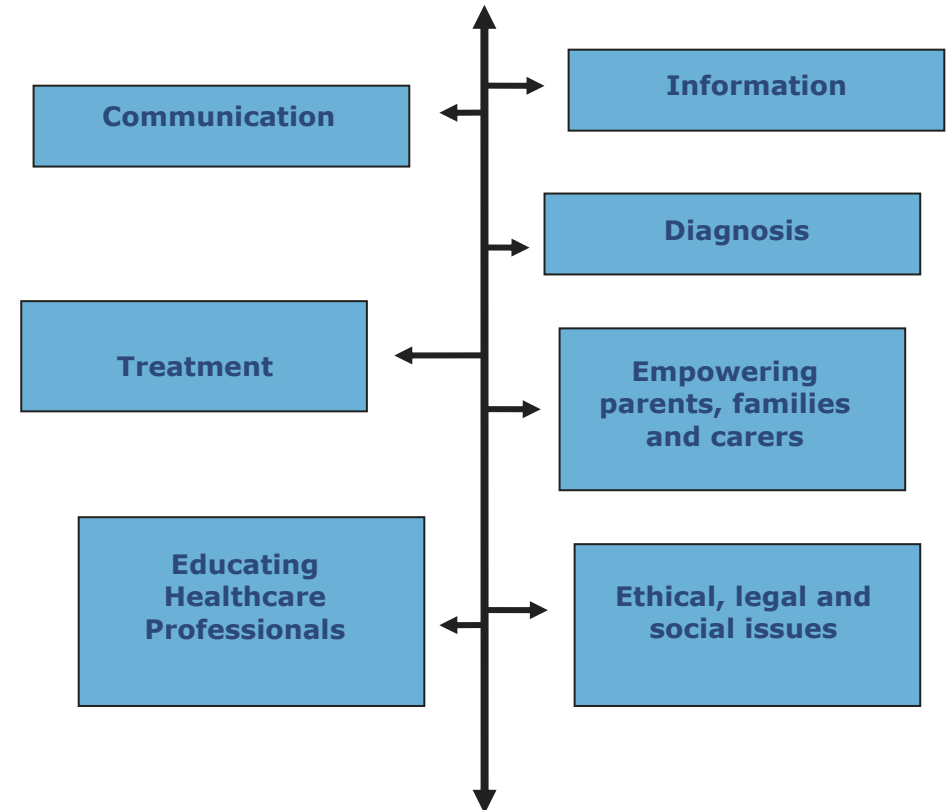 Information
Communication
Diagnosis
Treatment
Empowering
parents, families
and carers
Educating
Healthcare
Professionals
Ethical, legal and
social issues